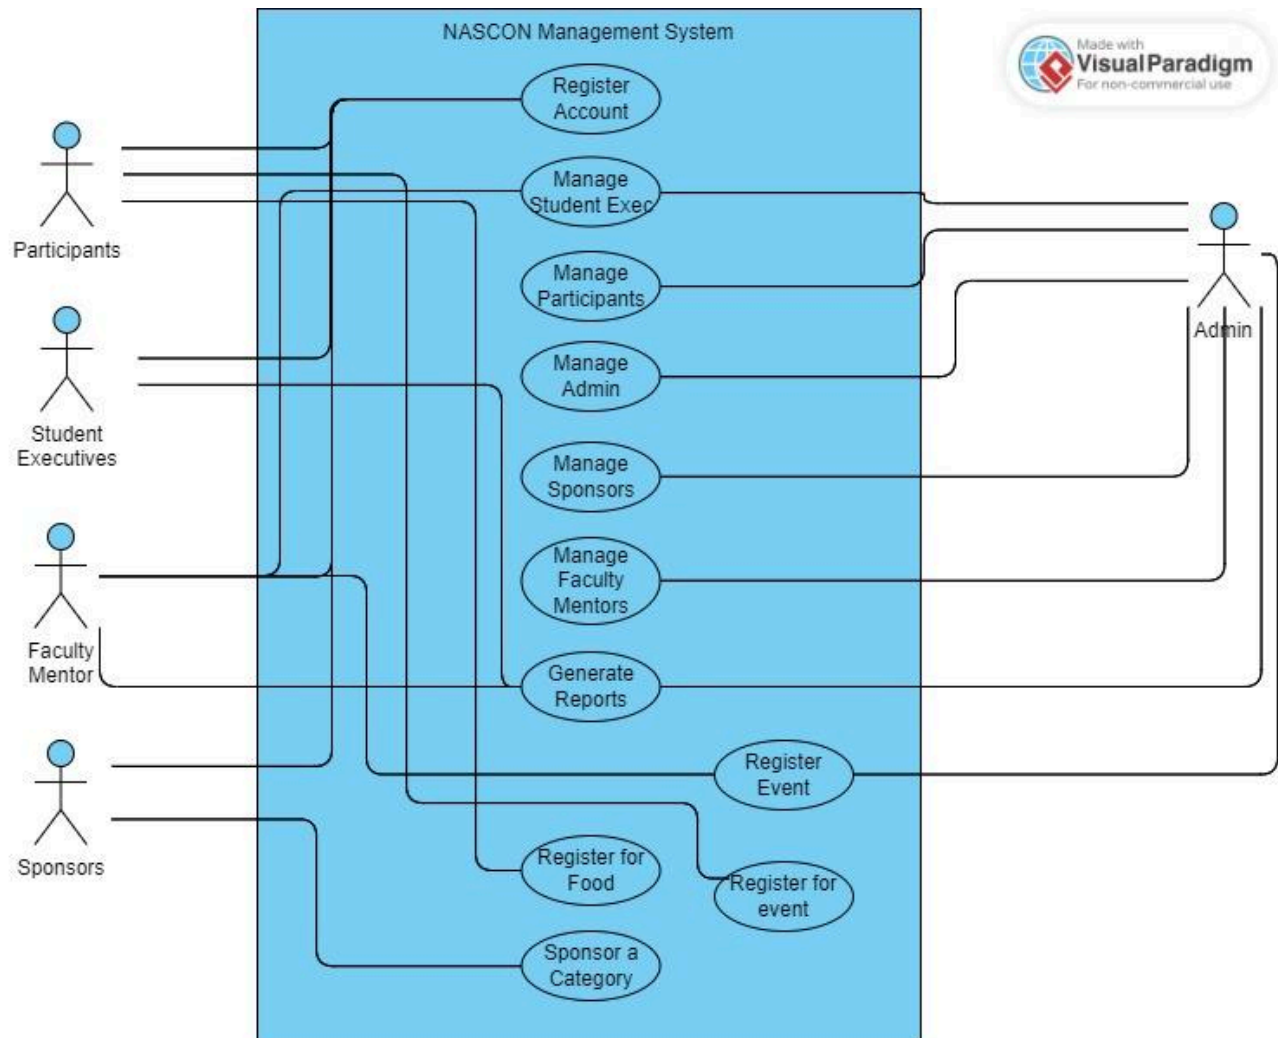 NASCON Management System
Made with
Visual Paradigm
For non-commercial use
Register
Account
Participants
Manage
Student Exec
Manage
Participants
Admin
Student
Executives
Manage
Admin
Manage
Sponsors
Manage
Faculty
Mentors
Faculty
Mentor
Generate
Reports
Register
Event
Sponsors
Register for
Food
Register for
event
Sponsor a
Category